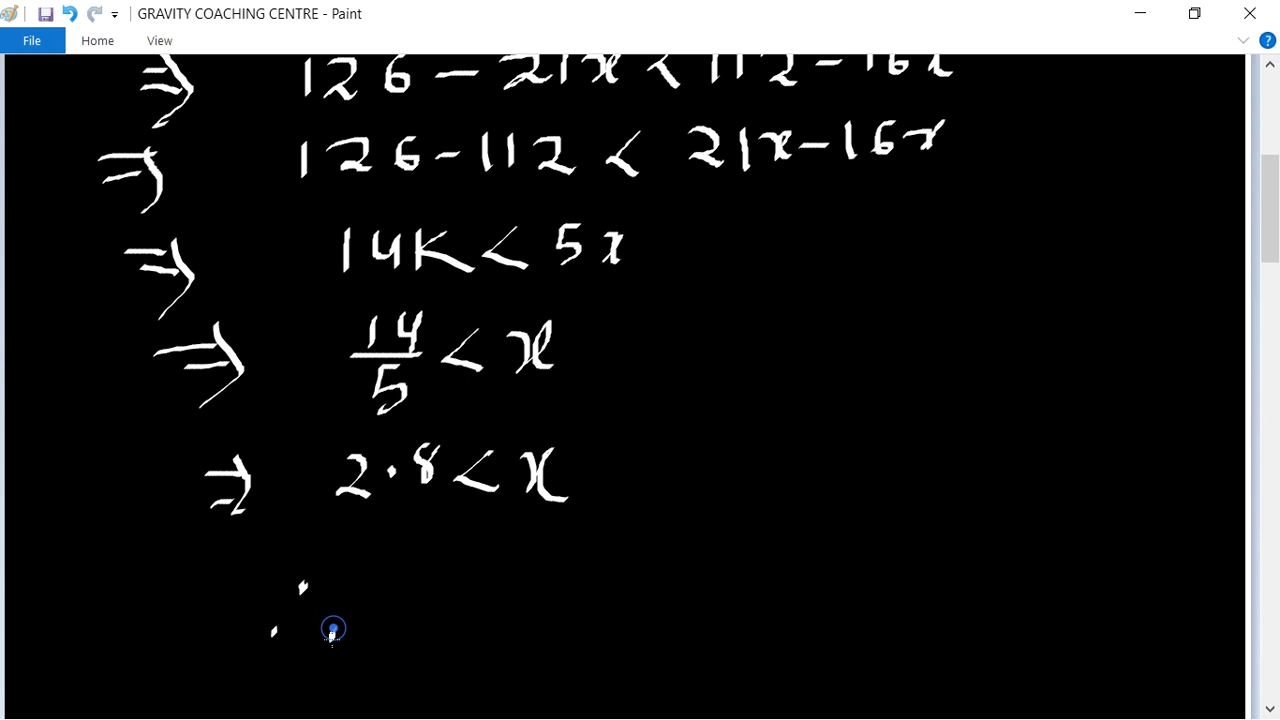 GRAVITY COACHING CENTRE - Paint
File Home View
⇒ 126 - 21x < 112 - 16x
⇒ 126 - 112 < 21x - 16x
⇒ 14K < 5x
⇒ 14/5 < x
⇒ 2.8 < x
∴